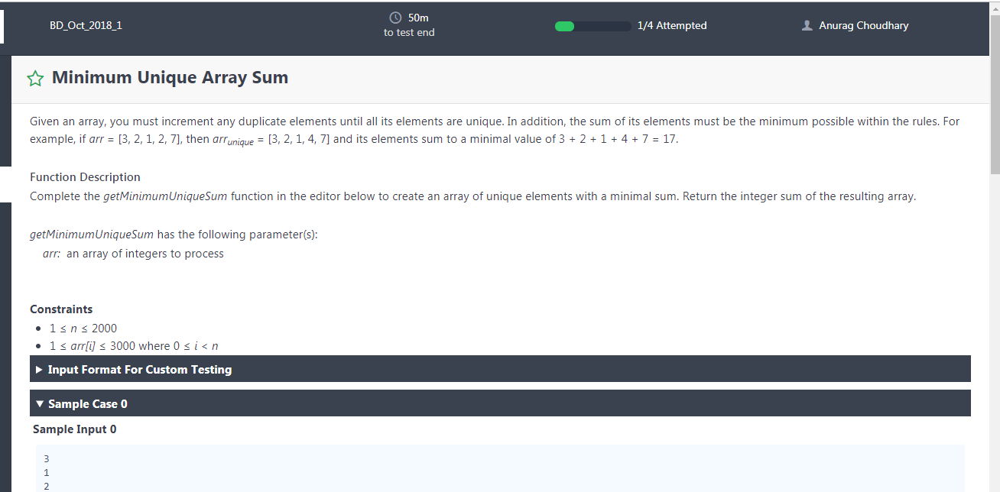 BD_Oct_2018_1
50m
to test end
1/4 Attempted
Anurag Choudhary
Minimum Unique Array Sum
Given an array, you must increment any duplicate elements until all its elements are unique. In addition, the sum of its elements must be the minimum possible within the rules. For
example, if arr = [3, 2, 1, 2, 7], then arrunique = [3, 2, 1, 4, 7] and its elements sum to a minimal value of 3 + 2 + 1 + 4 + 7 = 17.
Function Description
Complete the getMinimumUniqueSum function in the editor below to create an array of unique elements with a minimal sum. Return the integer sum of the resulting array.
getMinimumUniqueSum has the following parameter(s):
arr: an array of integers to process
Constraints
• 1 ≤ n ≤ 2000
• 1 ≤ arr[i] ≤ 3000 where 0 ≤ i < n
Input Format For Custom Testing
Sample Case 0
Sample Input 0
3
1
2